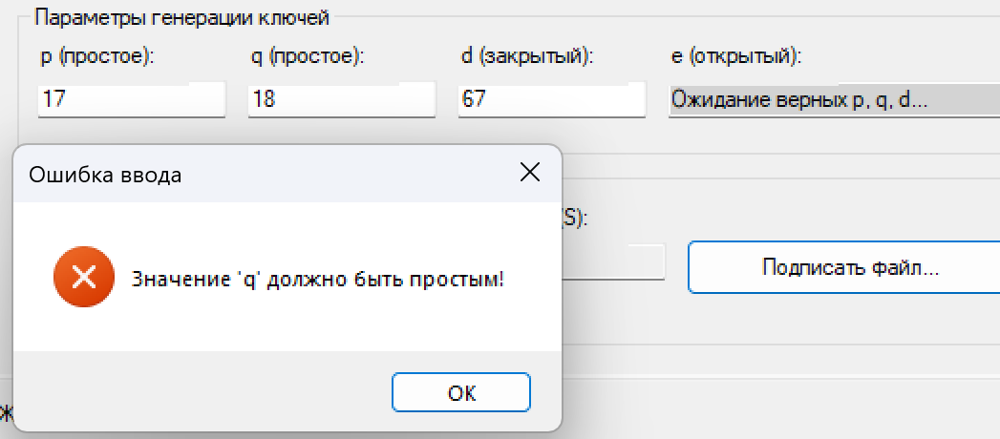 Параметры генерации ключей
p (простое): q (простое): d (закрытый): e (открытый):
17 18 67 Ожидание верных p, q, d...
Ошибка ввода
(S):
Значение 'q' должно быть простым!
Подписать файл...
OK